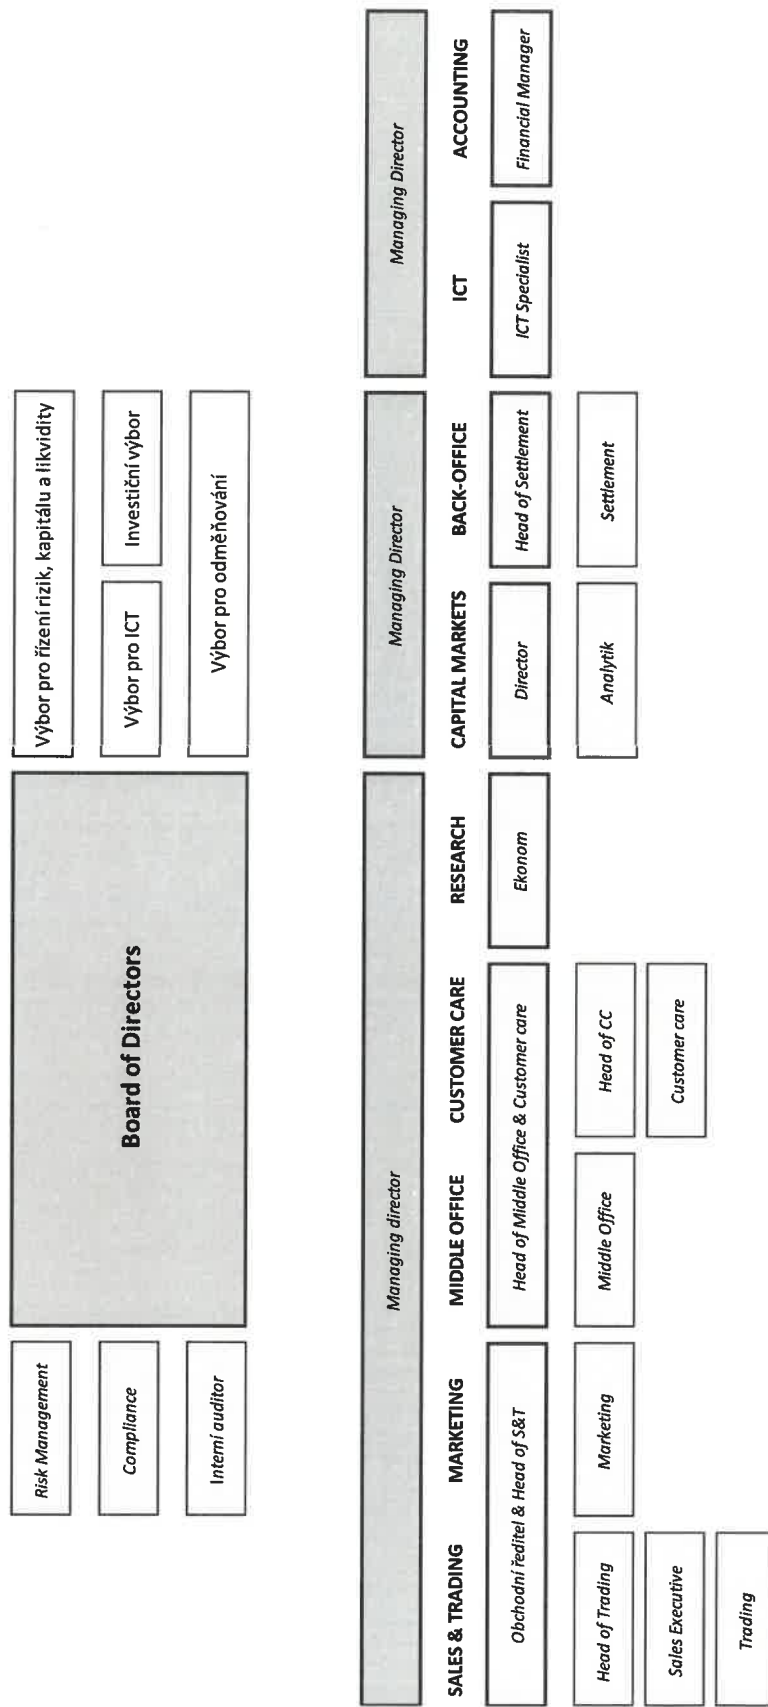 Risk Management
Compliance
Interní auditor
Board of Directors
Výbor pro řízení rizik, kapitálu a likvidity
Výbor pro ICT
Investiční výbor
Výbor pro odměňování
Managing director
Managing Director
Managing Director
SALES & TRADING
MARKETING
MIDDLE OFFICE
CUSTOMER CARE
RESEARCH
CAPITAL MARKETS
BACK-OFFICE
ICT
ACCOUNTING
Obchodní ředitel & Head of S&T
Head of Middle Office & Customer care
Ekonom
Director
Head of Settlement
ICT Specialist
Financial Manager
Head of Trading
Marketing
Middle Office
Head of CC
Analytik
Settlement
Sales Executive
Customer care
Trading